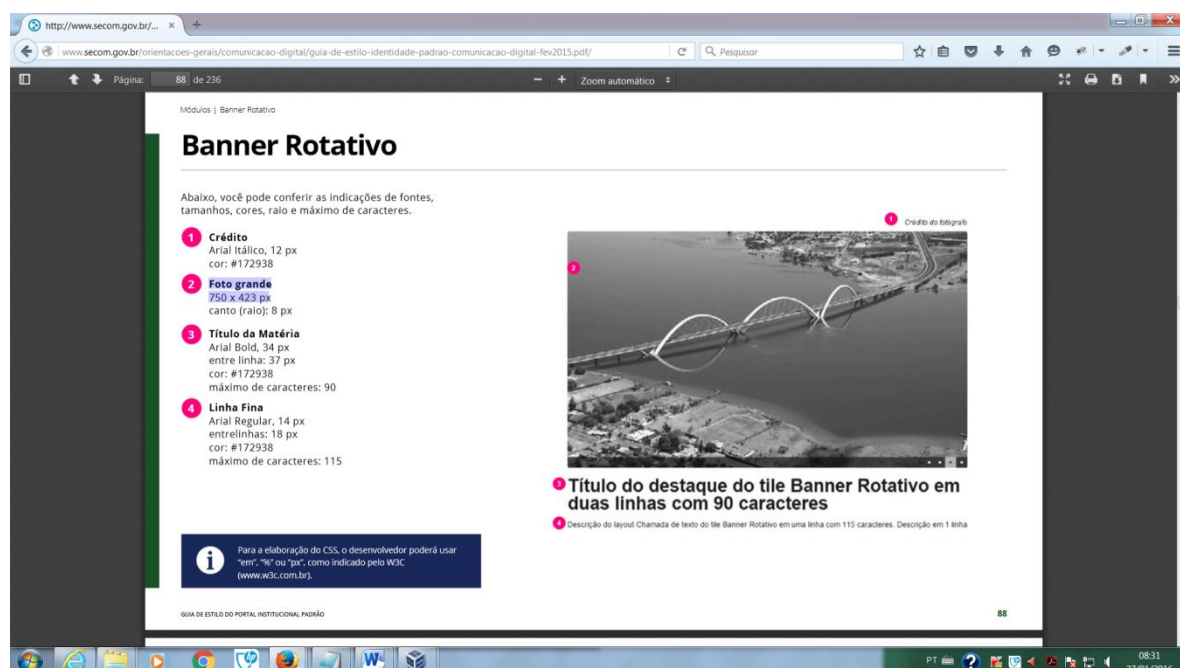 http://www.secom.gov.br/...
www.secom.gov.br/orientacoes-gerais/comunicacao-digital/guia-de-estilo-identidade-padrao-comunicacao-digital-fev2015.pdf/
Pesquisar
Página: 88 de 236
Zoom automático
Módulos | Banner Rotativo
Banner Rotativo
Abaixo, você pode conferir as indicações de fontes,
tamanhos, cores, raio e máximo de caracteres.
1 Crédito
Arial Itálico, 12 px
cor: #172938
2 Foto grande
750 x 423 px
canto (raio): 8 px
3 Título da Matéria
Arial Bold, 34 px
entre linha: 37 px
cor: #172938
máximo de caracteres: 90
4 Linha Fina
Arial Regular, 14 px
entrelinhas: 18 px
cor: #172938
máximo de caracteres: 115
1 Crédito do fotógrafo
2
3 Título do destaque do tile Banner Rotativo em
duas linhas com 90 caracteres
4 Descrição do layout Chamada de texto do tile Banner Rotativo em uma linha com 115 caracteres. Descrição em 1 linha
i
Para a elaboração do CSS, o desenvolvedor poderá usar
"em", "%" ou "px", como indicado pelo W3C
(www.w3c.com.br).
GUIA DE ESTILO DO PORTAL INSTITUCIONAL PADRÃO
88
PT
08:31
27/01/2016